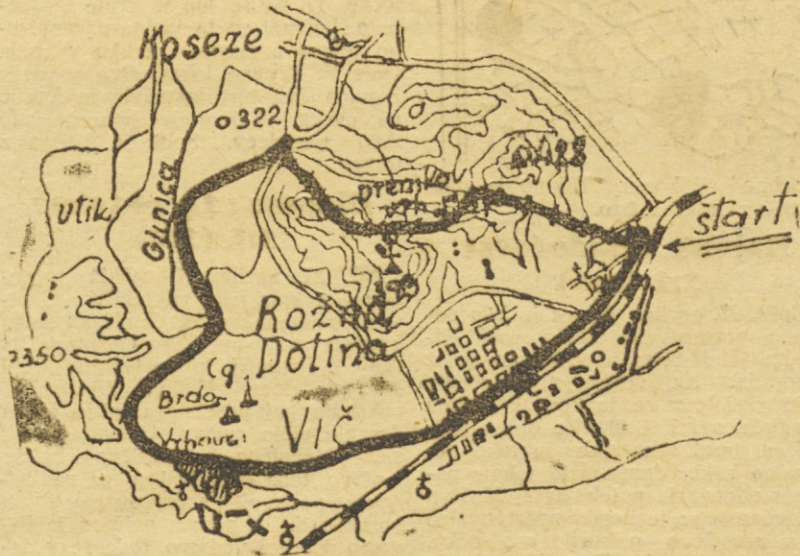 Koseze
322
Glinica
utik
start
Rožna
Dolina
350
Brdo
Vič